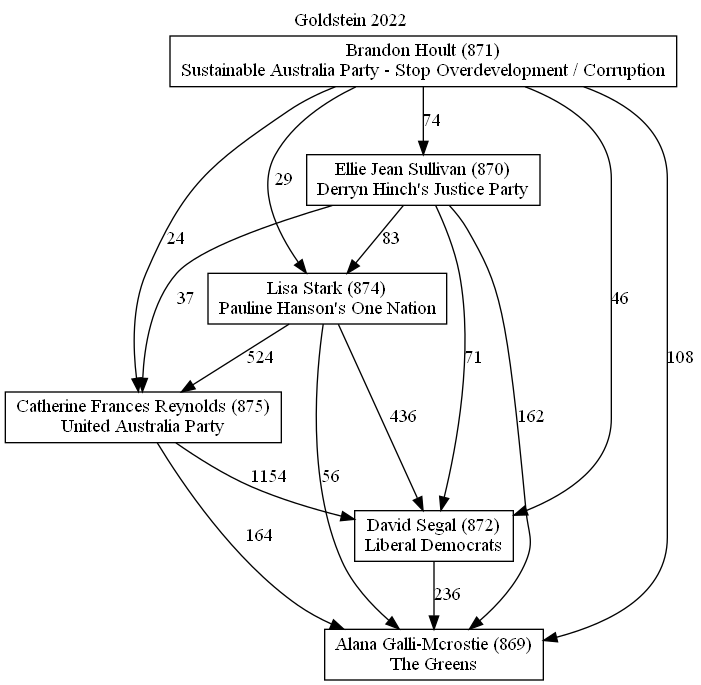 Goldstein 2022
Brandon Hoult (871)
Sustainable Australia Party - Stop Overdevelopment / Corruption
74
Ellie Jean Sullivan (870)
Derryn Hinch's Justice Party
29
24
83
37
46
108
Lisa Stark (874)
Pauline Hanson's One Nation
524
436
71
162
56
Catherine Frances Reynolds (875)
United Australia Party
1154
164
David Segal (872)
Liberal Democrats
236
Alana Galli-Mcrostie (869)
The Greens